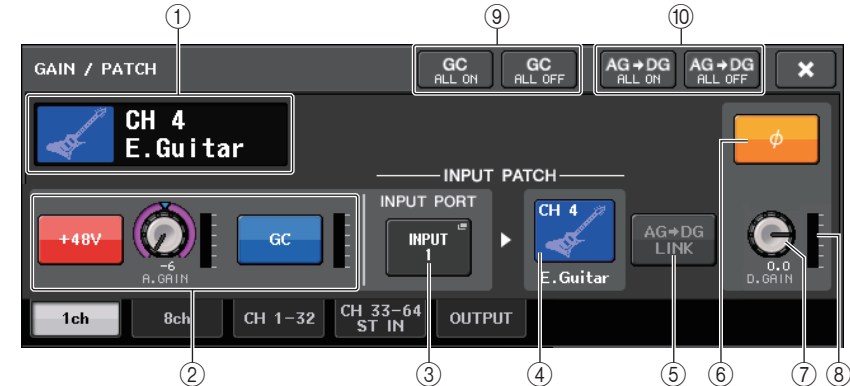 ① ⑨ ⑩
GAIN / PATCH
GC ALL ON
GC ALL OFF
AG→DG ALL ON
AG→DG ALL OFF
×
CH 4
E.Guitar
φ
INPUT PATCH
⑥
+48V
-6
A.GAIN
GC
INPUT PORT
INPUT
1
CH 4
E.Guitar
AG→DG
LINK
0.0
D.GAIN
1ch
8ch
CH 1-32
CH 33-64
ST IN
OUTPUT
② ③ ④ ⑤ ⑥ ⑦ ⑧